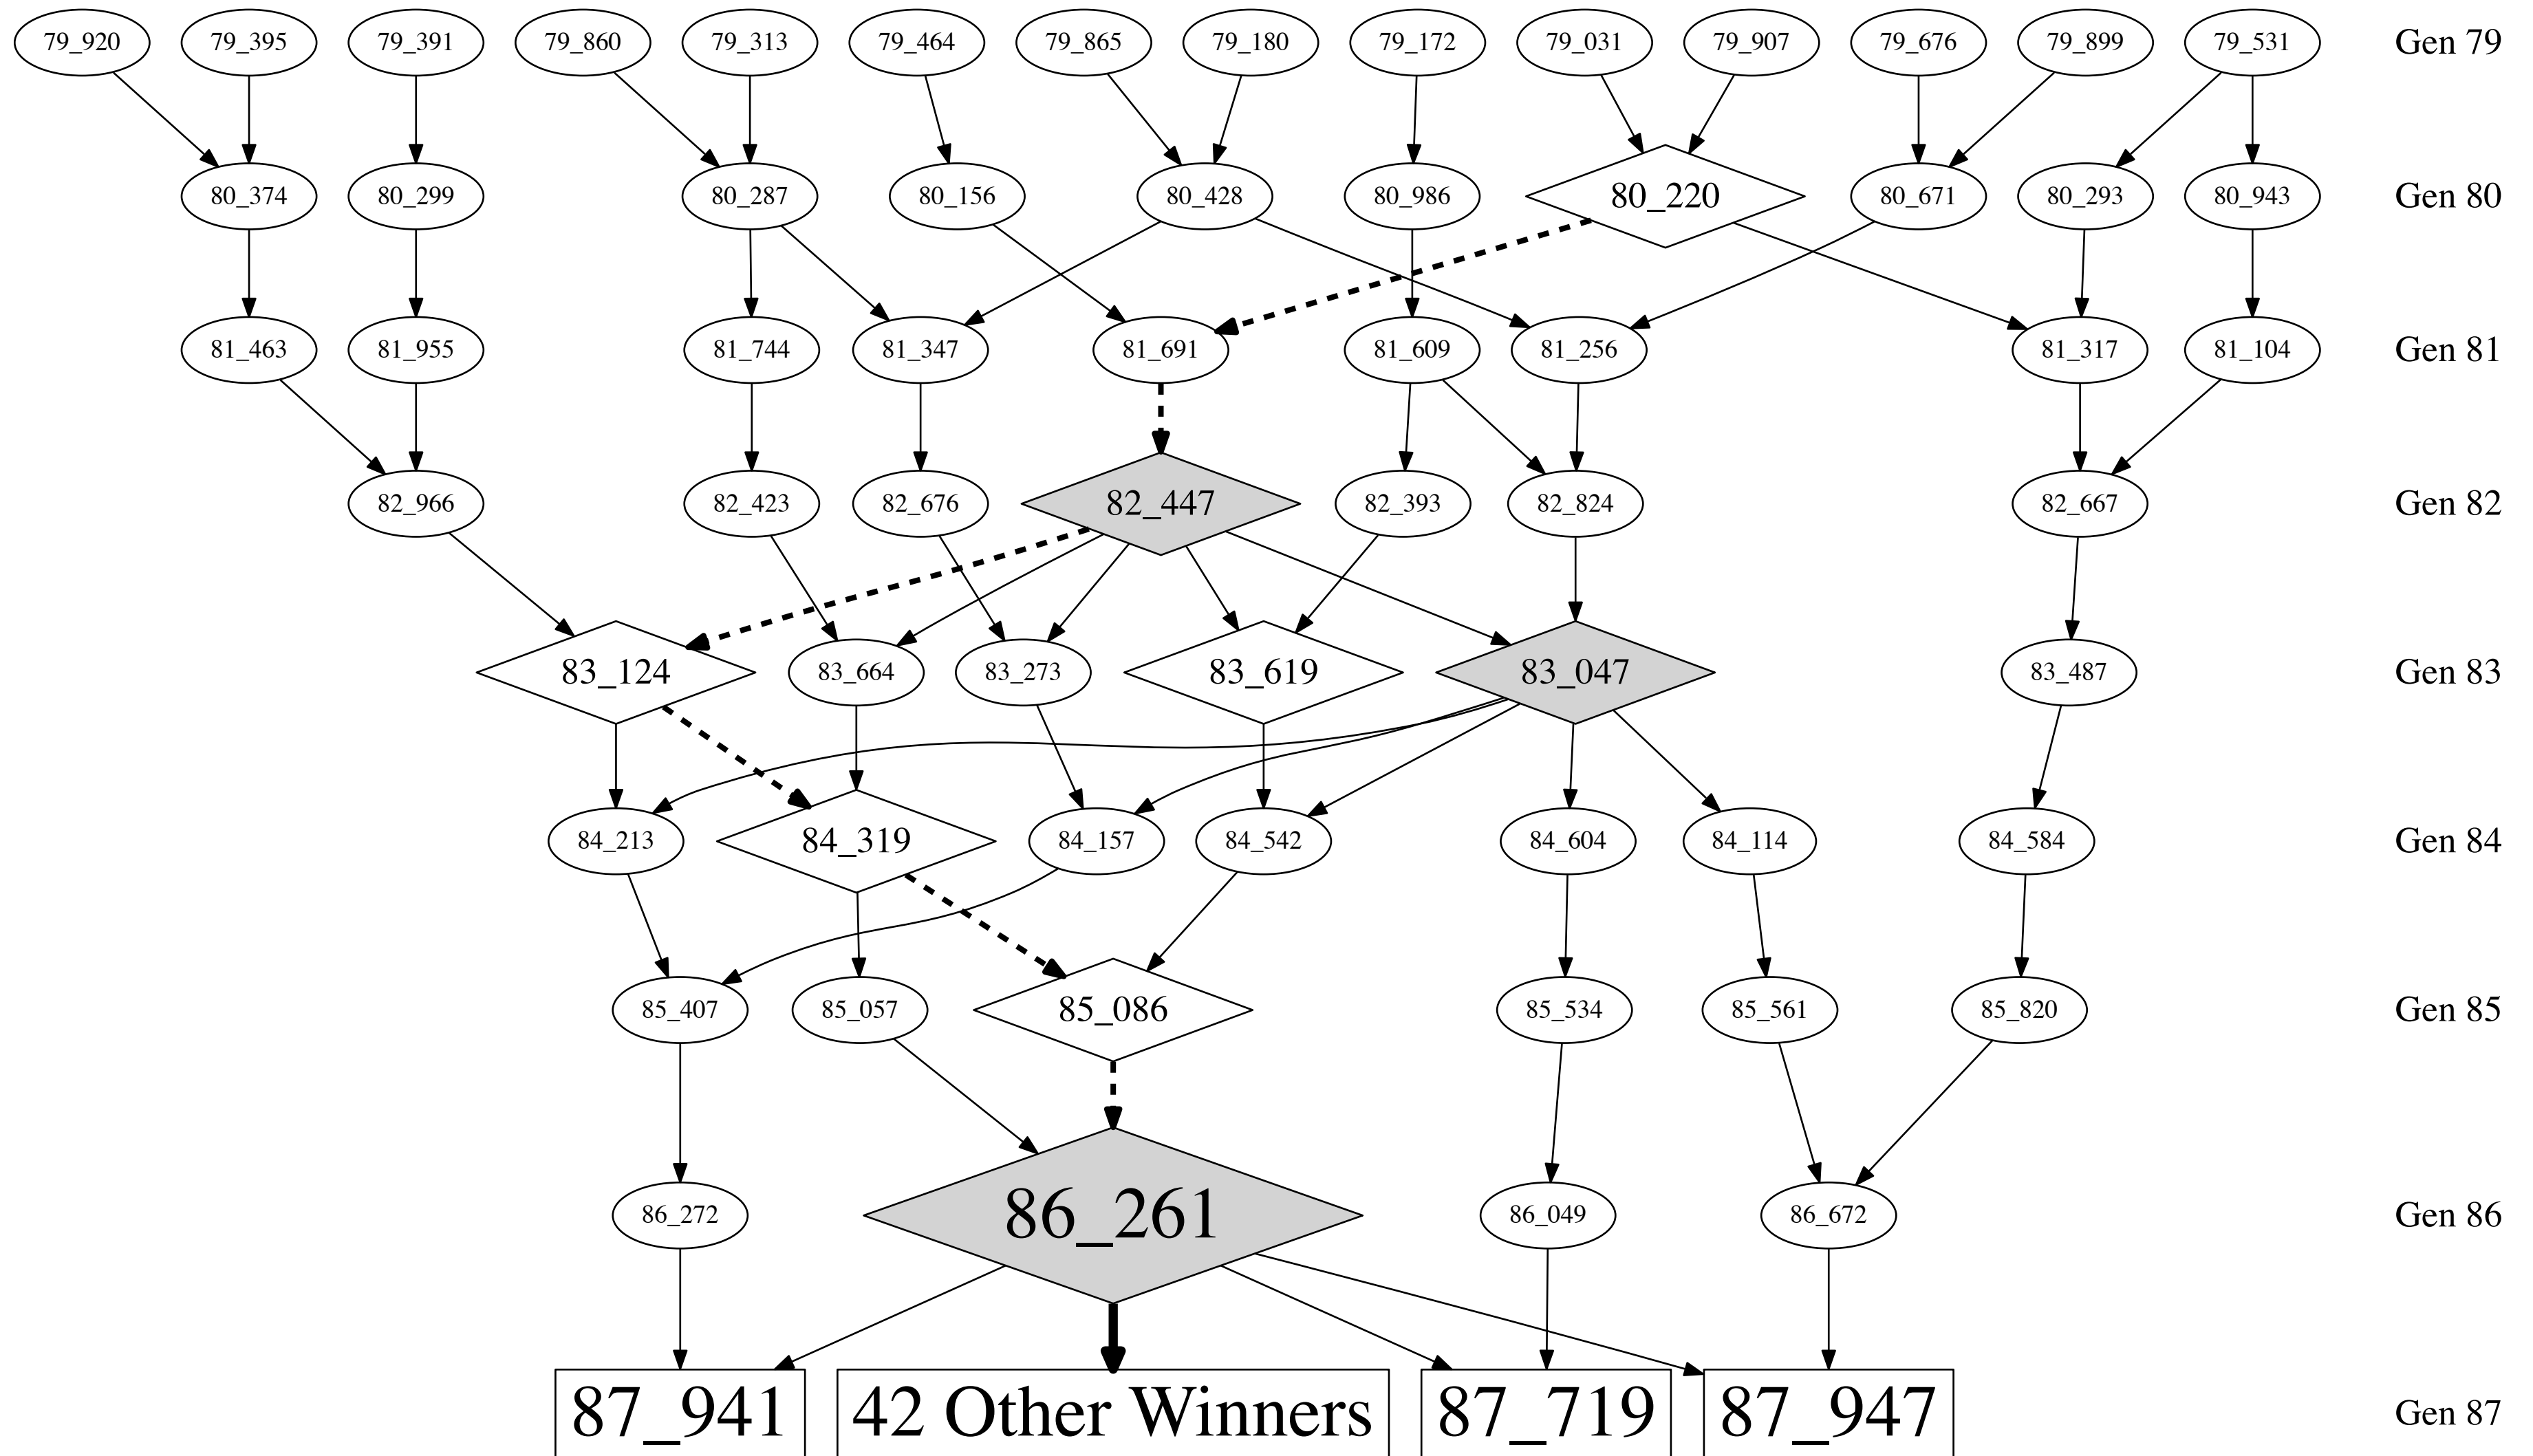 79_920 79_395 79_391 79_860 79_313 79_464 79_865 79_180 79_172 79_031 79_907 79_676 79_899 79_531 Gen 79
80_374 80_299 80_287 80_156 80_428 80_986 80_220 80_671 80_293 80_943 Gen 80
81_463 81_955 81_744 81_347 81_691 81_609 81_256 81_317 81_104 Gen 81
82_966 82_423 82_676 82_447 82_393 82_824 82_667 Gen 82
83_124 83_664 83_273 83_619 83_047 83_487 Gen 83
84_213 84_319 84_157 84_542 84_604 84_114 84_584 Gen 84
85_407 85_057 85_086 85_534 85_561 85_820 Gen 85
86_272 86_261 86_049 86_672 Gen 86
87_941 42 Other Winners 87_719 87_947 Gen 87